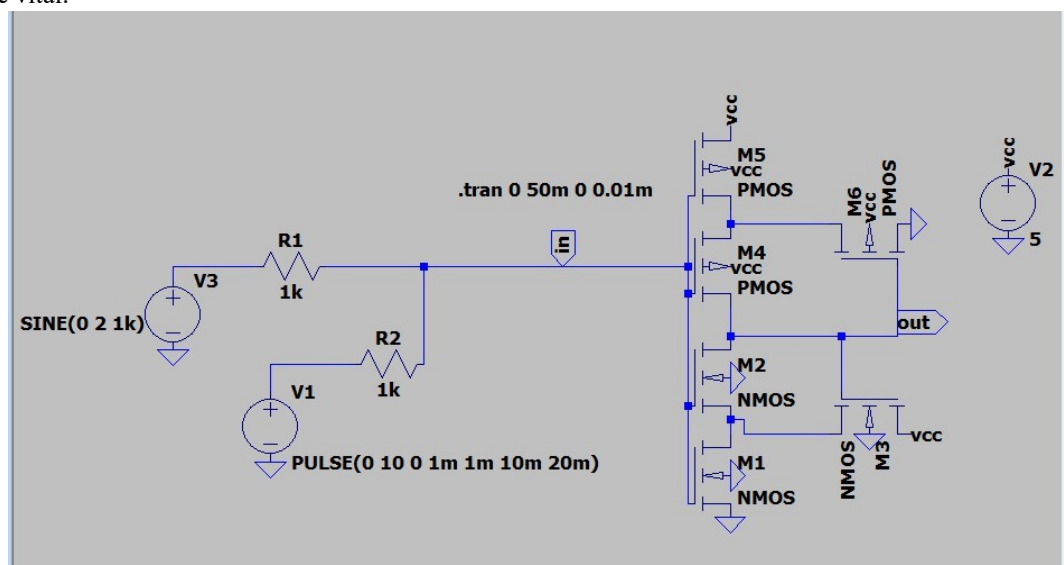 e vital.
vcc
M5
vcc
PMOS
.tran 0 50m 0 0.01m
M6
vcc
PMOS
vcc
V2
5
in
R1
1k
M4
vcc
PMOS
V3
SINE(0 2 1k)
out
R2
1k
M2
NMOS
V1
PULSE(0 10 0 1m 1m 10m 20m)
vcc
NMOS
M3
M1
NMOS